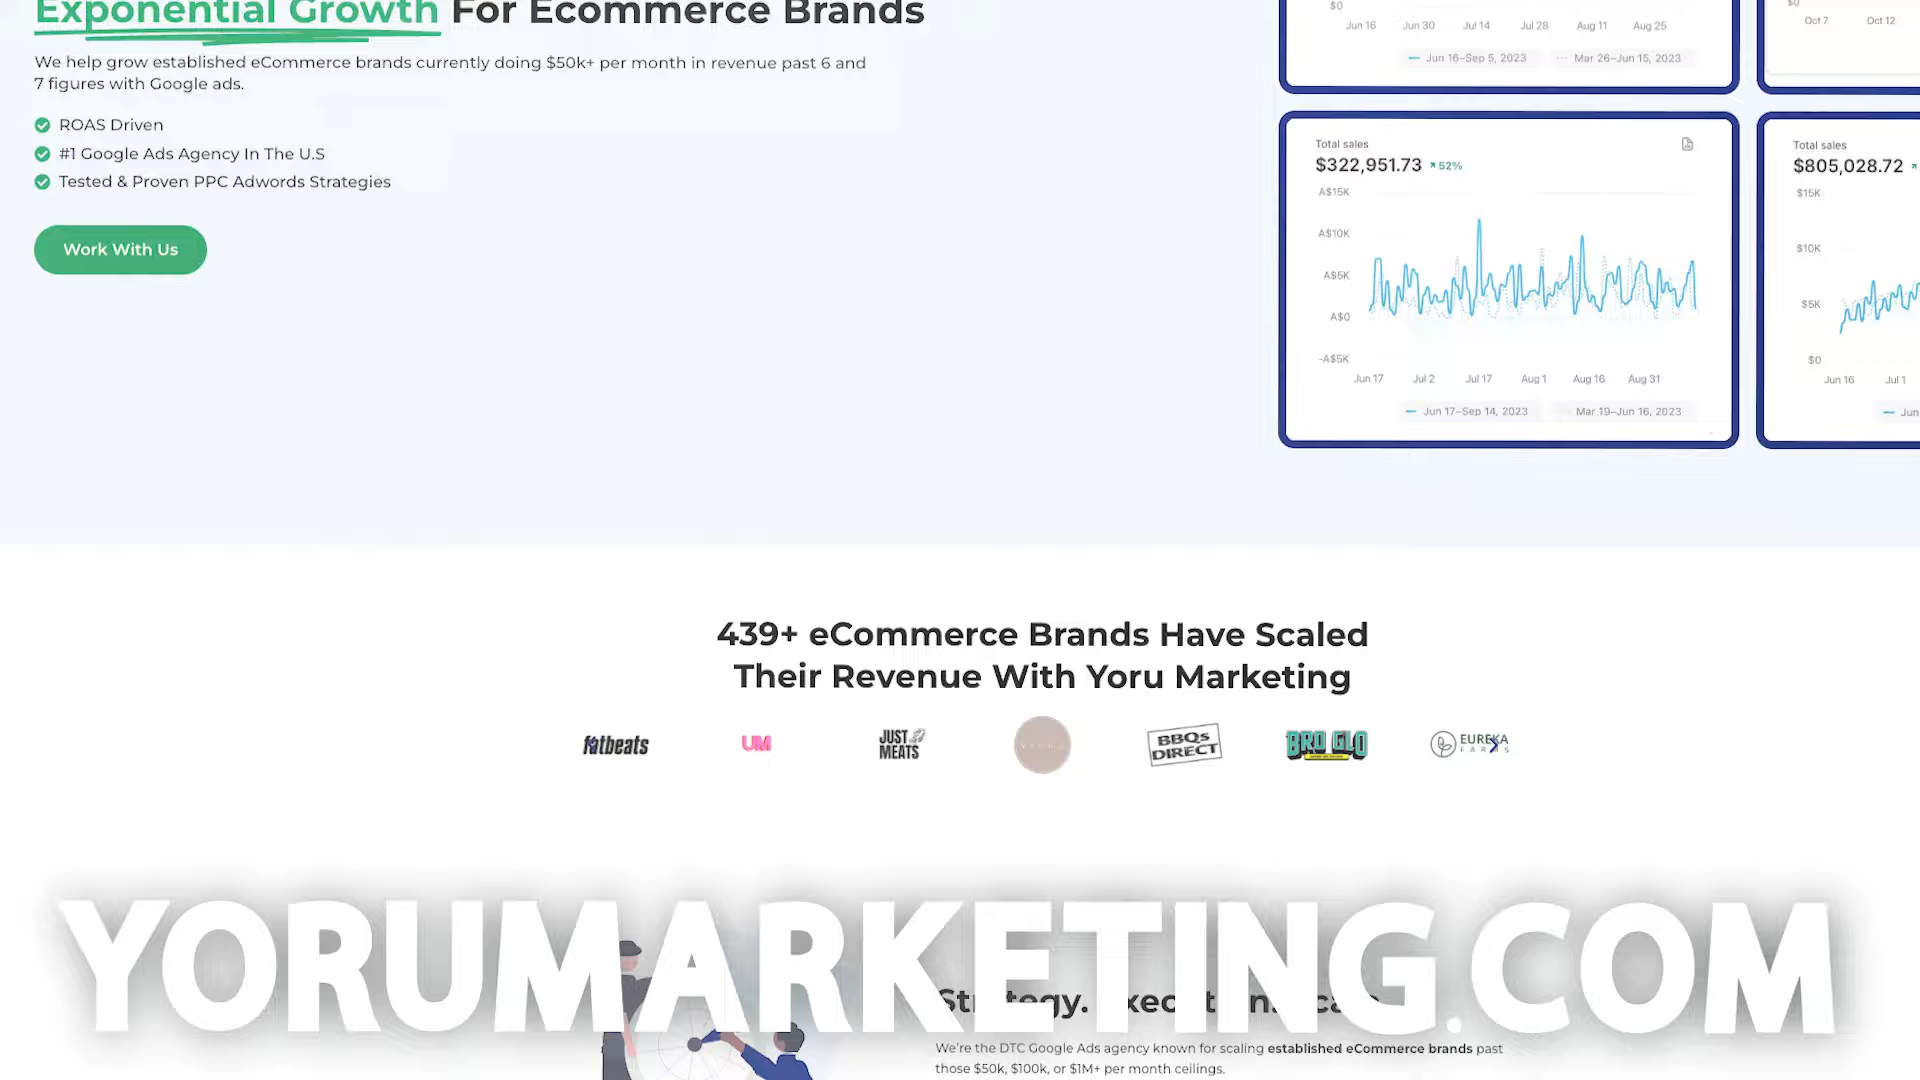 Exponential Growth For Ecommerce Brands
We help grow established eCommerce brands currently doing $50k+ per month in revenue past 6 and
7 figures with Google ads.
ROAS Driven
#1 Google Ads Agency In The U.S
Tested & Proven PPC Adwords Strategies
Work With Us
$0
Jun 16 Jun 30 Jul 14 Jul 28 Aug 11 Aug 25
Jun 16–Sep 5, 2023 Mar 26–Jun 15, 2023
$0
Oct 7 Oct 12
Total sales
$322,951.73 52%
A$15K
A$10K
A$5K
A$0
-A$5K
Jun 17 Jul 2 Jul 17 Aug 1 Aug 16 Aug 31
Jun 17–Sep 14, 2023 Mar 19–Jun 16, 2023
Total sales
$805,028.72
$15K
$10K
$5K
$0
Jun 16 Jul 1
Jun
439+ eCommerce Brands Have Scaled
Their Revenue With Yoru Marketing
fatbeats
UM
JUST
MEATS
BBQs
DIRECT
BRO GLO
EUREKA
FARMS
YORUMARKETING.COM
We're the DTC Google Ads agency known for scaling established eCommerce brands past
those $50k, $100k, or $1M+ per month ceilings.